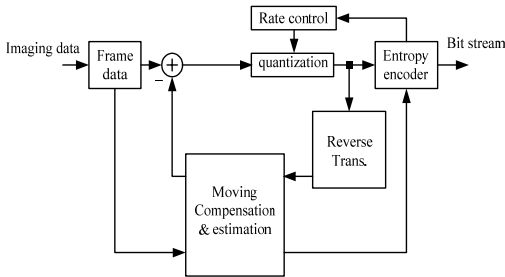 Rate control
Imaging data
Frame
data
−
+
quantization
Entropy
encoder
Bit stream
Reverse
Trans.
Moving
Compensation
& estimation